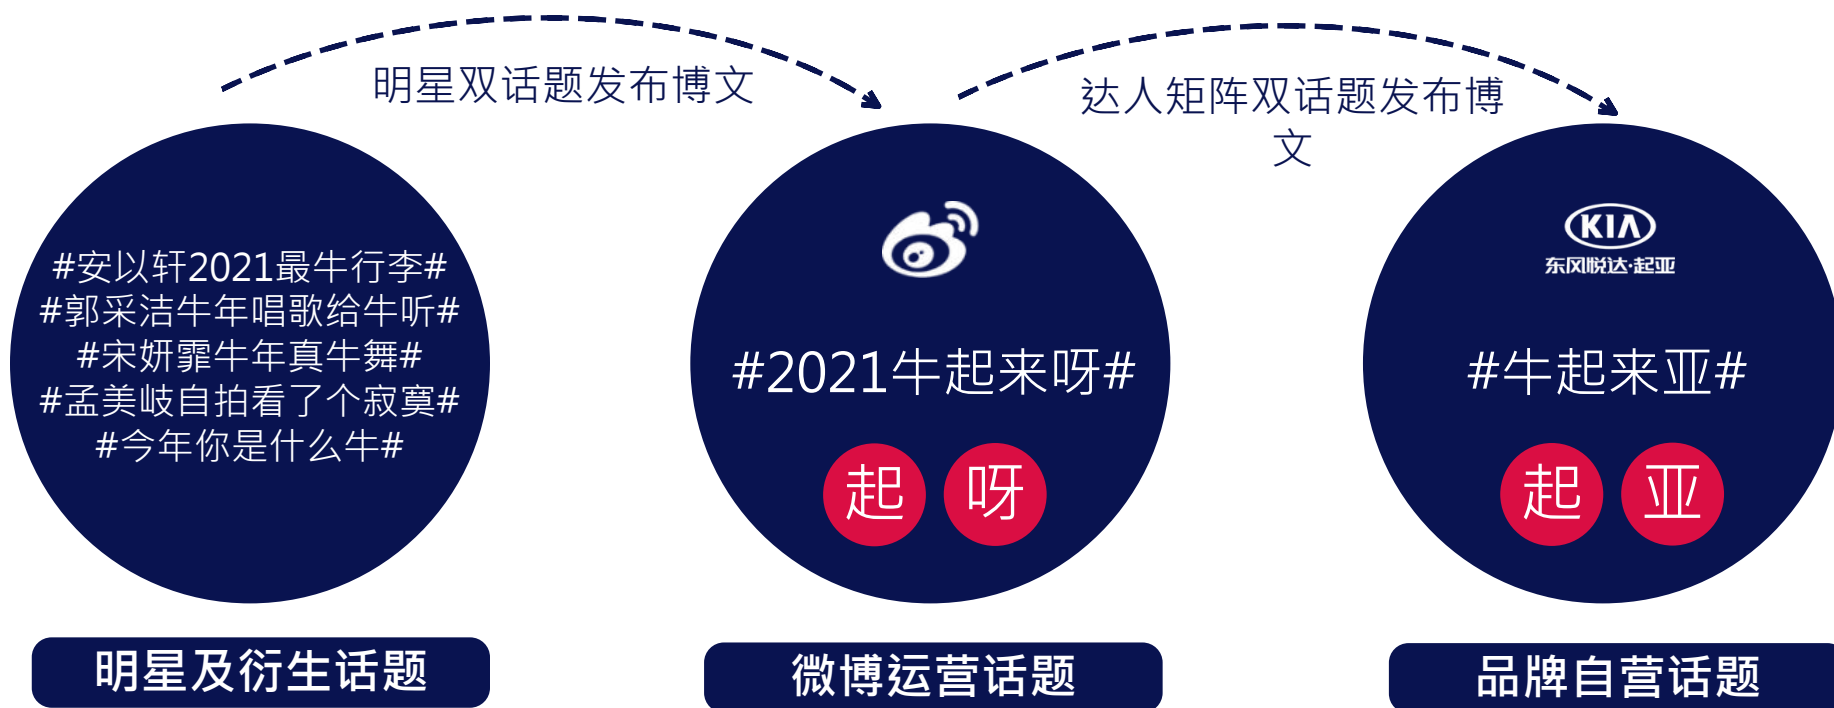 明星双话题发布博文
达人矩阵双话题发布博
文
#安以轩2021最牛行李#
#郭采洁牛年唱歌给牛听#
#宋妍霏牛年真牛舞#
#孟美岐自拍看了个寂寞#
#今年你是什么牛#
#2021牛起来呀#
起 呀
KIA
东风悦达·起亚
#牛起来亚#
起 亚
明星及衍生话题
微博运营话题
品牌自营话题